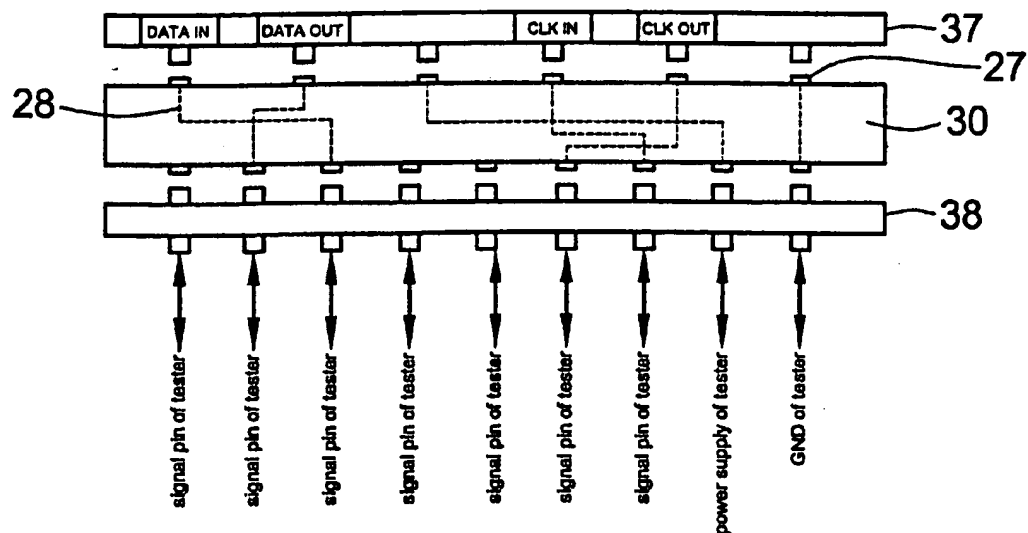 DATA IN DATA OUT CLK IN CLK OUT 37
27
28
30
38
signal pin of tester
signal pin of tester
signal pin of tester
signal pin of tester
signal pin of tester
signal pin of tester
signal pin of tester
power supply of tester
GND of tester